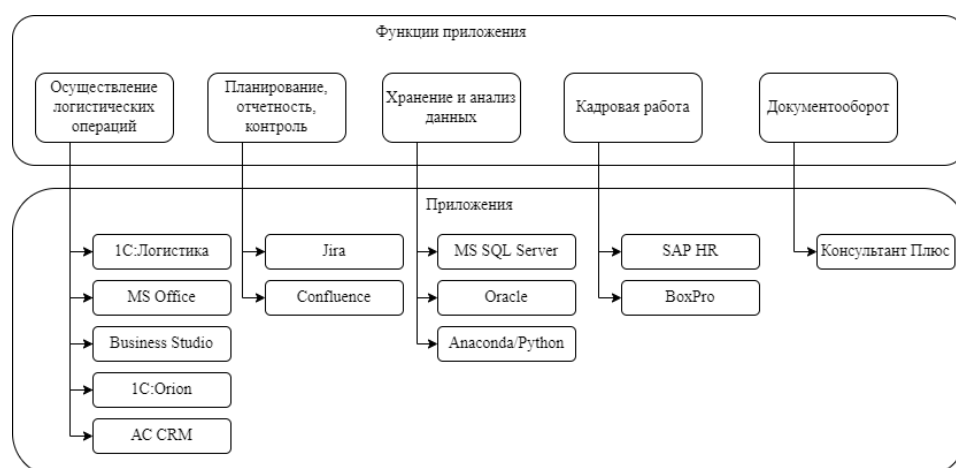 Функции приложения
Осуществление
логистических
операций
Планирование,
отчетность,
контроль
Хранение и анализ
данных
Кадровая работа
Документооборот
Приложения
1С:Логистика
MS Office
Business Studio
1С:Orion
AC CRM
Jira
Confluence
MS SQL Server
Oracle
Anaconda/Python
SAP HR
BoxPro
Консультант Плюс